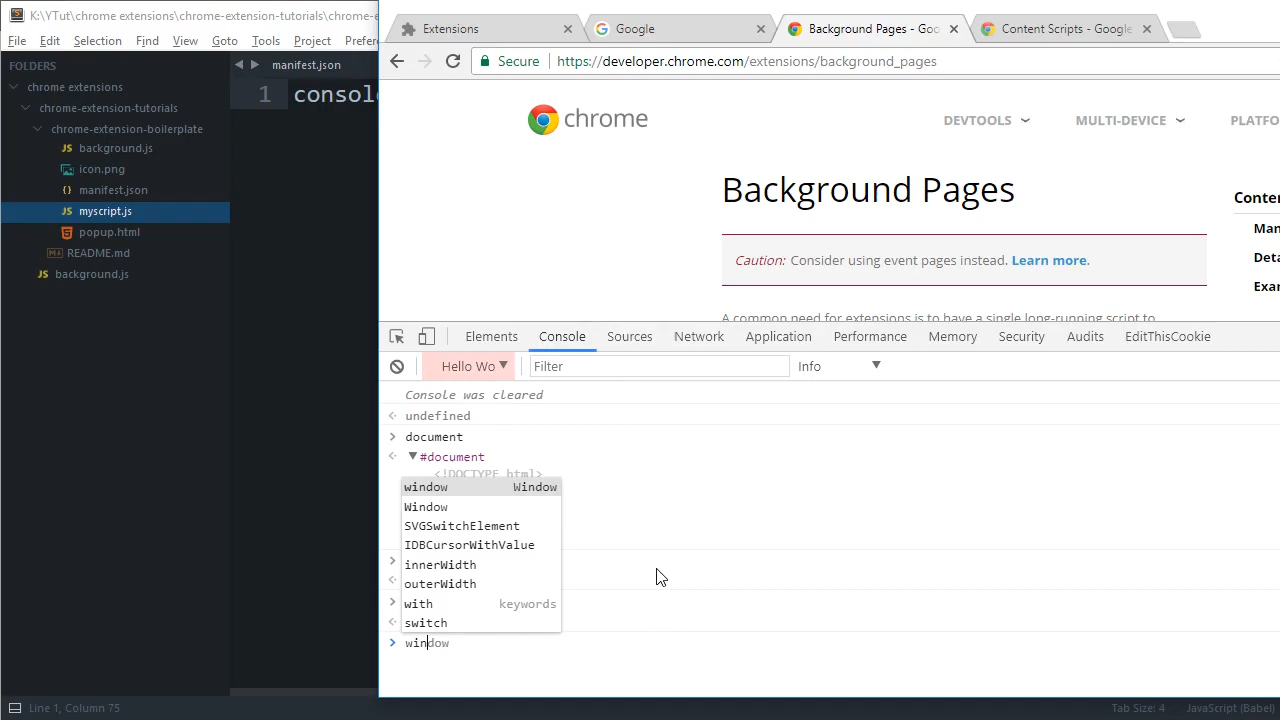 K:\YTut\chrome extensions\chrome-extension-tutorials\chrome-e
File Edit Selection Find View Goto Tools Project Prefer
FOLDERS
chrome extensions
chrome-extension-tutorials
chrome-extension-boilerplate
background.js
icon.png
manifest.json
myscript.js
popup.html
README.md
background.js
manifest.json
1 console
Line 1, Column 75
Tab Size: 4 JavaScript (Babel)
Extensions
Google
Background Pages - Goo
Content Scripts - Google
Secure https://developer.chrome.com/extensions/background_pages
chrome
DEVTOOLS MULTI-DEVICE PLATFO
Background Pages
Caution: Consider using event pages instead. Learn more.
A common need for extensions is to have a single long-running script to
Conten
Man
Deta
Exam
Elements Console Sources Network Application Performance Memory Security Audits EditThisCookie
Hello Wo Filter Info
Console was cleared
undefined
document
#document
<!DOCTYPE html>
window Window
Window
SVGSwitchElement
IDBCursorWithValue
innerWidth
outerWidth
with keywords
switch
window